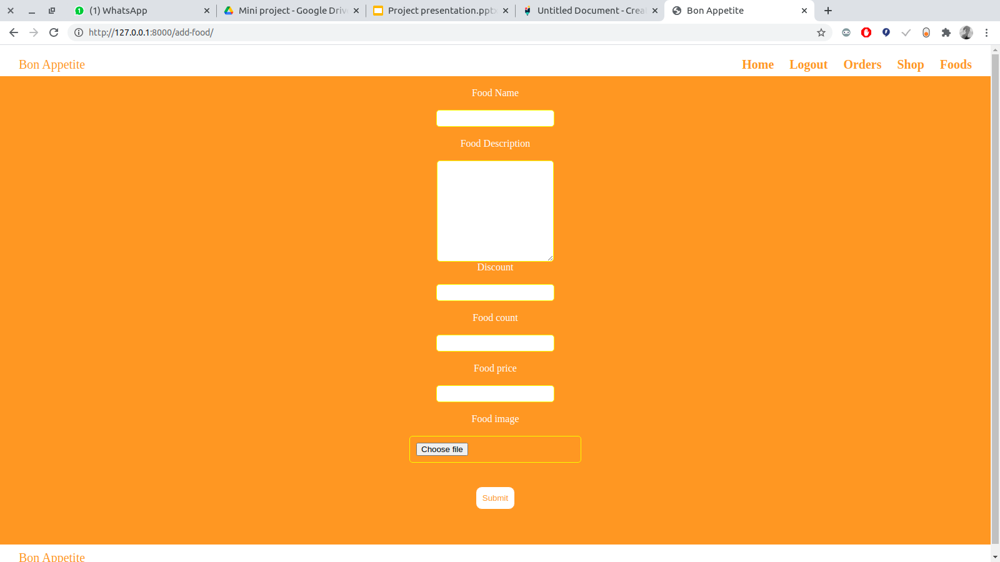 (1) WhatsApp
Mini project - Google Driv
Project presentation.pptx
Untitled Document - Crea
Bon Appetite
http://127.0.0.1:8000/add-food/
Bon Appetite
Home Logout Orders Shop Foods
Food Name
Food Description
Discount
Food count
Food price
Food image
Choose file
Submit
Bon Appetite